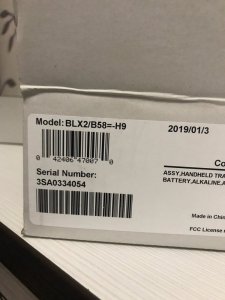 Model:BLX2/B58=-H9
2019/01/3
0 42406 47007 0
Serial Number:
3SA0334054
Co
ASSY,HANDHELD TRA
BATTERY,ALKALINE,A
Made in Chin
FCC License